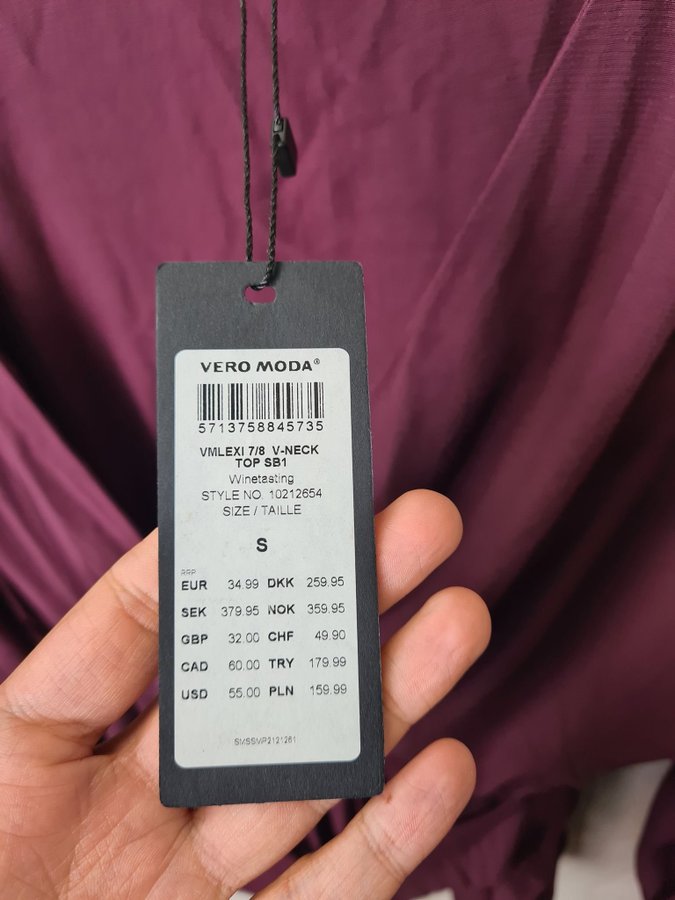 VERO MODA®
5713758845735
VMLEXI 7/8 V-NECK
TOP SB1
Winetasting
STYLE NO. 10212654
SIZE / TAILLE
S
RRP
EUR 34.99 DKK 259.95
SEK 379.95 NOK 359.95
GBP 32.00 CHF 49.90
CAD 60.00 TRY 179.99
USD 55.00 PLN 159.99